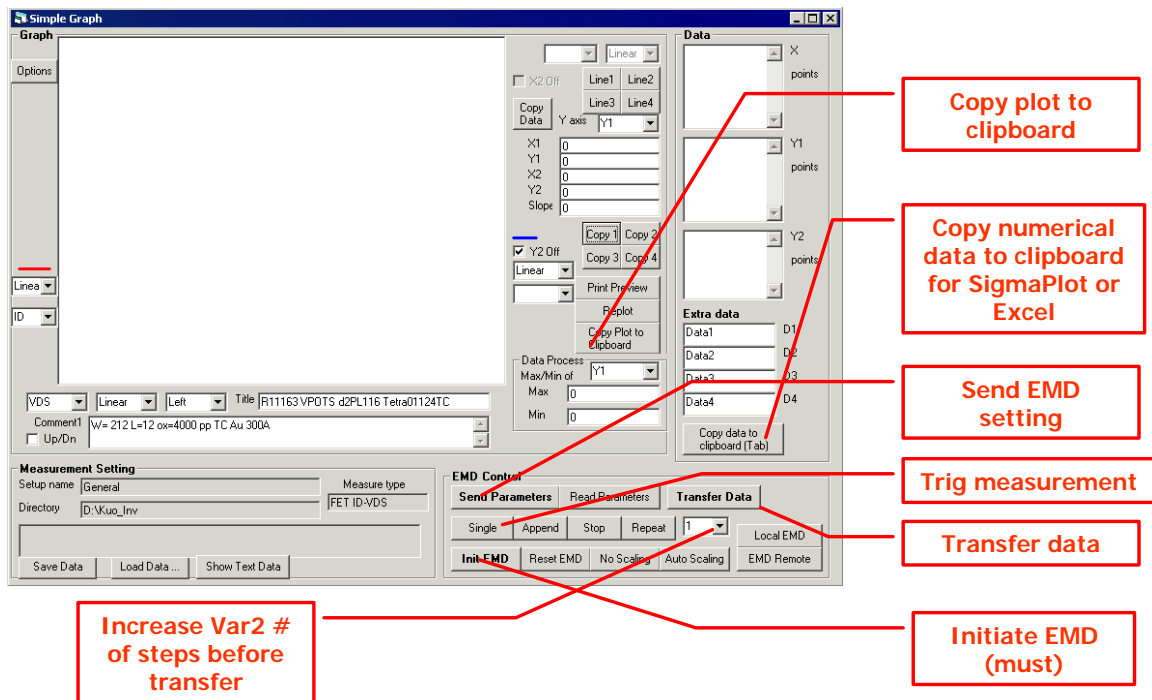 Simple Graph
Graph
Options
Linea
ID
Linear
X2 Off
Line1 Line2
Line3 Line4
Copy
Data
Y axis Y1
X1 0
Y1 0
X2 0
Y2 0
Slope 0
Copy 1 Copy 2
Y2 Off
Copy 3 Copy 4
Linear
Print Preview
Replot
Copy Plot to
Clipboard
Data Process
Max/Min of Y1
Max 0
Min 0
VDS Linear Left Title R11163 VPOTS d2PL116 Tetra01124TC
Comment1 W= 212 L=12 ox=4000 pp TC Au 300A
Up/Dn
Data
X
points
Y1
points
Y2
points
Extra data
Data1 D1
Data2 D2
Data3 D3
Data4 D4
Copy data to
clipboard (Tab)
Measurement Setting
Setup name General
Measure type
FET ID-VDS
Directory D:\Kuo_Inv
Save Data Load Data ... Show Text Data
EMD Control
Send Parameters Read Parameters Transfer Data
Single Append Stop Repeat 1 Local EMD
Init EMD Reset EMD No Scaling Auto Scaling EMD Remote
Copy plot to
clipboard
Copy numerical
data to clipboard
for SigmaPlot or
Excel
Send EMD
setting
Trig measurement
Transfer data
Initiate EMD
(must)
Increase Var2 #
of steps before
transfer